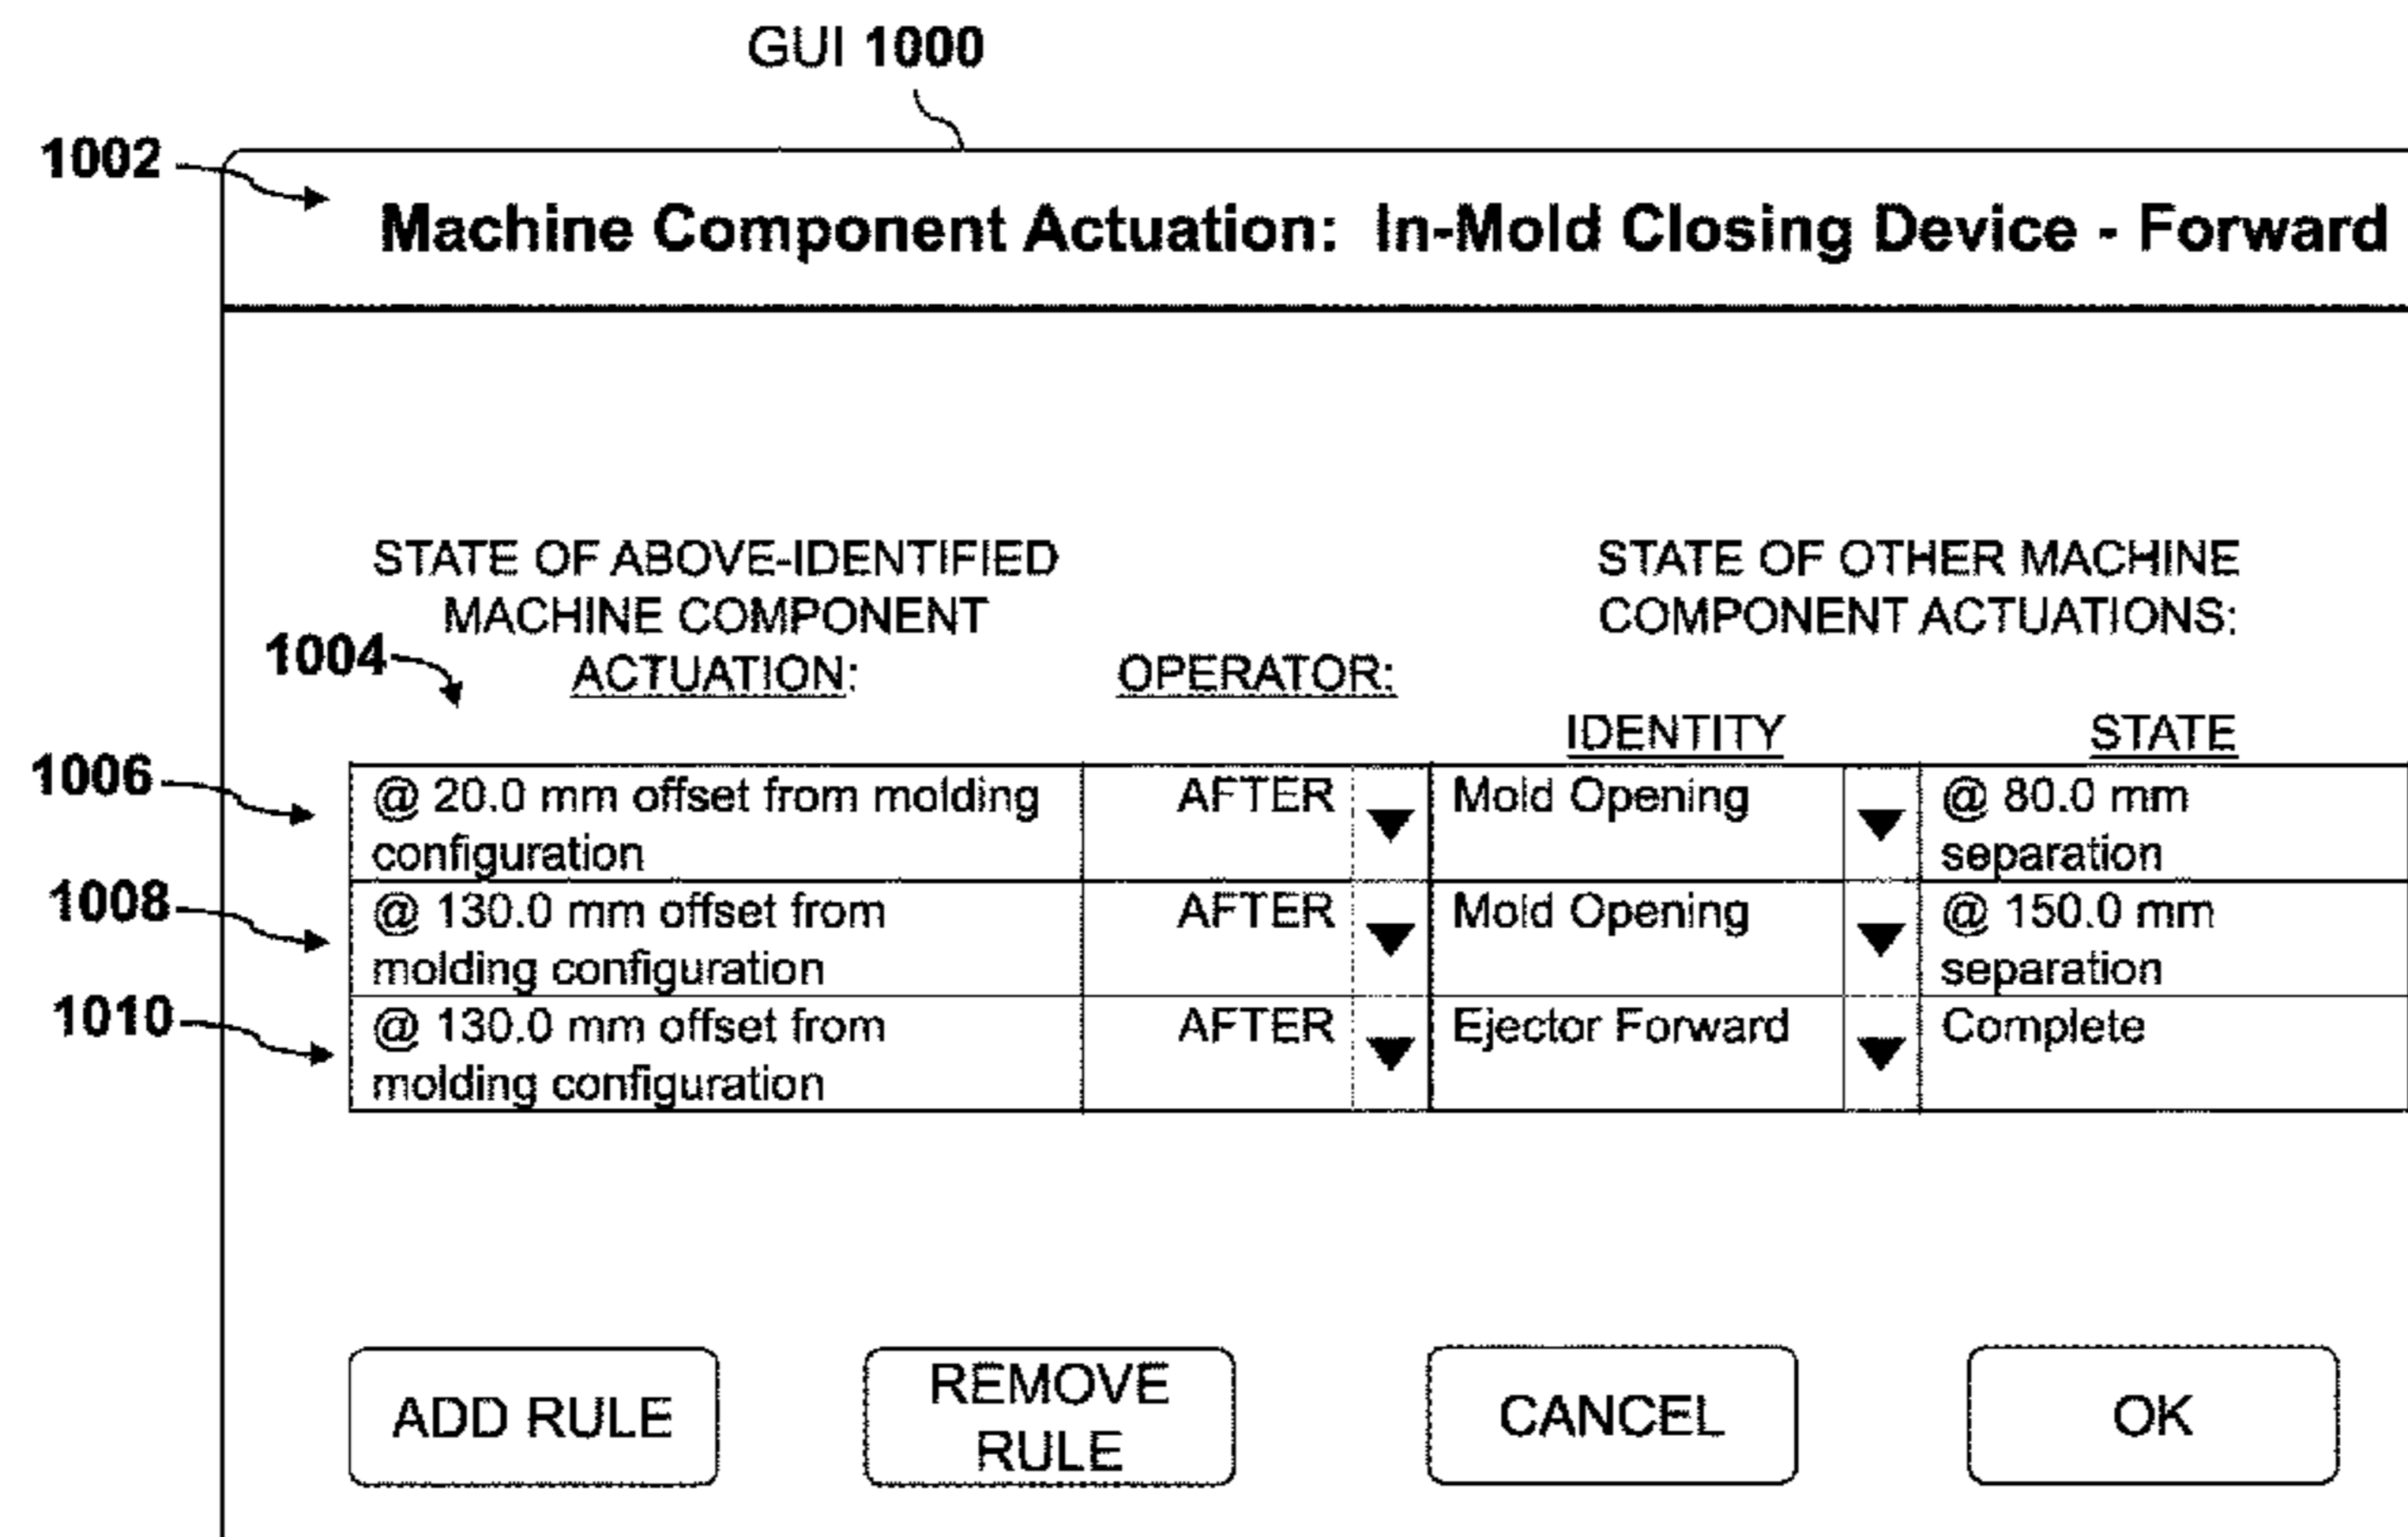 GUI 1000
1002
Machine Component Actuation: In-Mold Closing Device - Forward
STATE OF ABOVE-IDENTIFIED
MACHINE COMPONENT
ACTUATION:
1004
OPERATOR:
STATE OF OTHER MACHINE
COMPONENT ACTUATIONS:
IDENTITY
STATE
1006
@ 20.0 mm offset from molding
configuration
AFTER
Mold Opening
@ 80.0 mm
separation
1008
@ 130.0 mm offset from
molding configuration
AFTER
Mold Opening
@ 150.0 mm
separation
1010
@ 130.0 mm offset from
molding configuration
AFTER
Ejector Forward
Complete
ADD RULE
REMOVE
RULE
CANCEL
OK